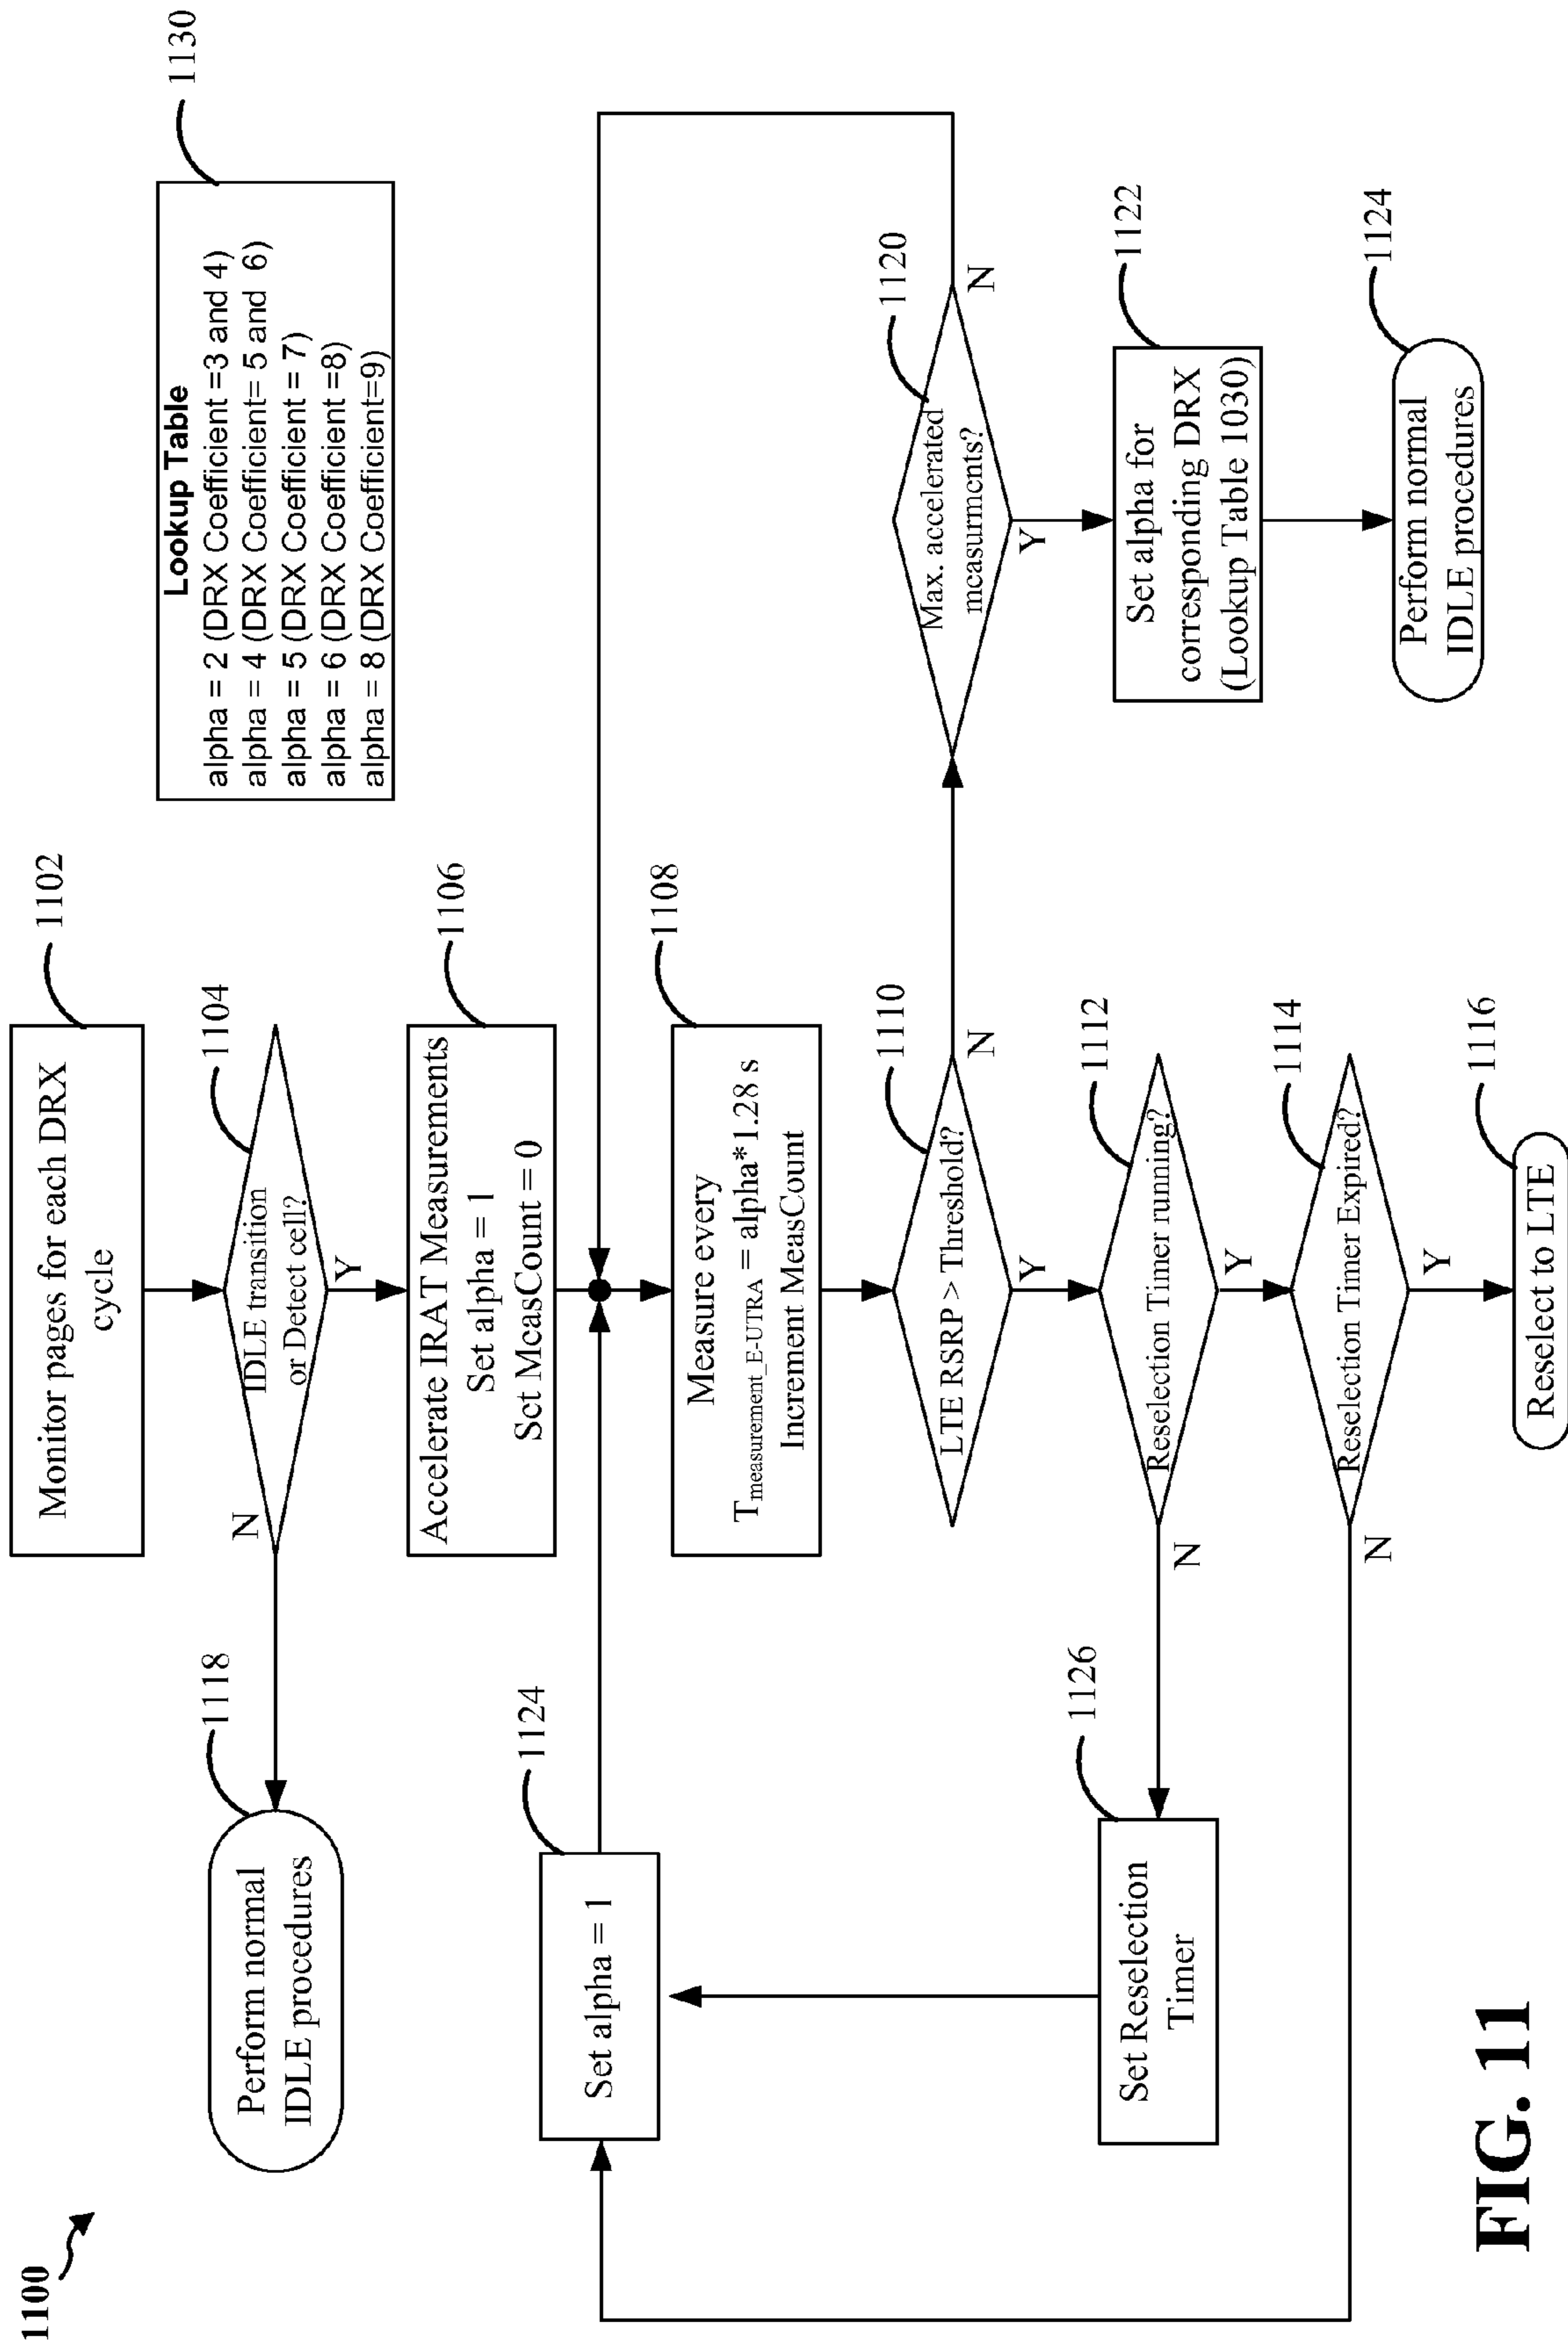 1100
Monitor pages for each DRX
cycle
1102
IDLE transition
or Detect cell?
1104
N
Y
Perform normal
IDLE procedures
1118
Accelerate IRAT Measurements
Set alpha = 1
Set MeasCount = 0
1106
Lookup Table
alpha = 2 (DRX Coefficient =3 and 4)
alpha = 4 (DRX Coefficient= 5 and 6)
alpha = 5 (DRX Coefficient = 7)
alpha = 6 (DRX Coefficient =8)
alpha = 8 (DRX Coefficient=9)
1130
Set alpha = 1
1124
Measure every
Tmeasurement_E-UTRA = alpha*1.28 s
Increment MeasCount
1108
LTE RSRP > Threshold?
1110
N
Y
Max. accelerated
measurments?
1120
N
Y
Set alpha for
corresponding DRX
(Lookup Table 1030)
1122
Perform normal
IDLE procedures
1124
Reselection Timer running?
1112
N
Y
Set Reselection
Timer
1126
Reselection Timer Expired?
1114
N
Y
Reselect to LTE
1116
FIG. 11